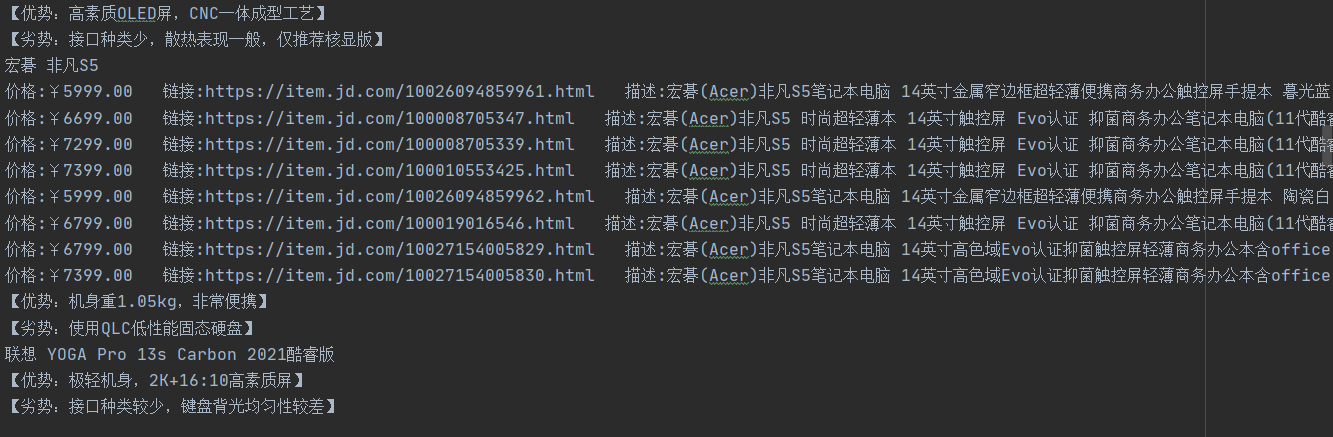 【优势：高素质OLED屏，CNC一体成型工艺】
【劣势：接口种类少，散热表现一般，仅推荐核显版】
宏碁 非凡S5
价格:￥5999.00 链接:https://item.jd.com/10026094859961.html 描述:宏碁(Acer)非凡S5笔记本电脑 14英寸金属窄边框超轻薄便携商务办公触控屏手提本 暮光蓝
价格:￥6699.00 链接:https://item.jd.com/100008705347.html 描述:宏碁(Acer)非凡S5 时尚超轻薄本 14英寸触控屏 Evo认证 抑菌商务办公笔记本电脑(11代酷睿
价格:￥7299.00 链接:https://item.jd.com/100008705339.html 描述:宏碁(Acer)非凡S5 时尚超轻薄本 14英寸触控屏 Evo认证 抑菌商务办公笔记本电脑(11代酷睿
价格:￥7399.00 链接:https://item.jd.com/100010553425.html 描述:宏碁(Acer)非凡S5 时尚超轻薄本 14英寸触控屏 Evo认证 抑菌商务办公笔记本电脑(11代酷睿
价格:￥5999.00 链接:https://item.jd.com/10026094859962.html 描述:宏碁(Acer)非凡S5笔记本电脑 14英寸金属窄边框超轻薄便携商务办公触控屏手提本 陶瓷白
价格:￥6799.00 链接:https://item.jd.com/100019016546.html 描述:宏碁(Acer)非凡S5 时尚超轻薄本 14英寸触控屏 Evo认证 抑菌商务办公笔记本电脑(11代酷睿
价格:￥6799.00 链接:https://item.jd.com/10027154005829.html 描述:宏碁(Acer)非凡S5笔记本电脑 14英寸高色域Evo认证抑菌触控屏轻薄商务办公本含office
价格:￥7399.00 链接:https://item.jd.com/10027154005830.html 描述:宏碁(Acer)非凡S5笔记本电脑 14英寸高色域Evo认证抑菌触控屏轻薄商务办公本含office
【优势：机身重1.05kg，非常便携】
【劣势：使用QLC低性能固态硬盘】
联想 YOGA Pro 13s Carbon 2021酷睿版
【优势：极轻机身，2K+16:10高素质屏】
【劣势：接口种类较少，键盘背光均匀性较差】